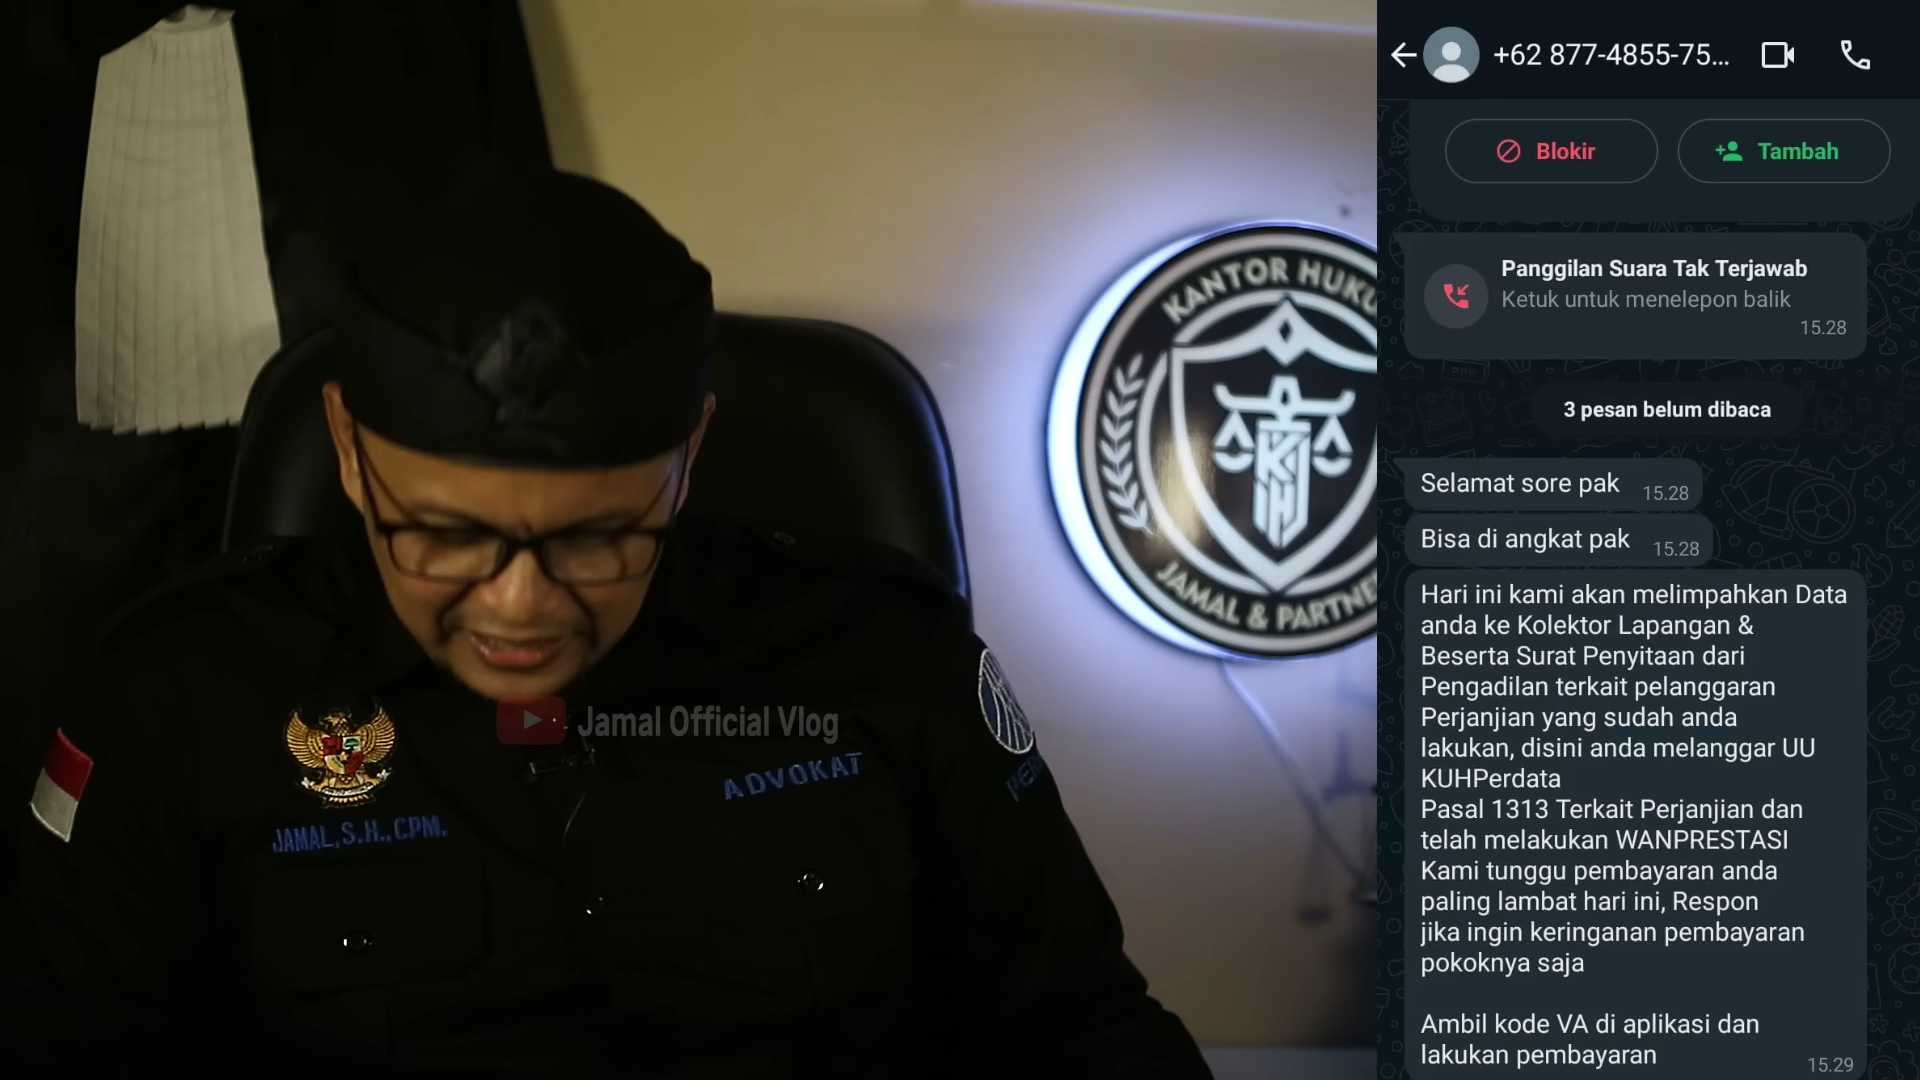 KANTOR HUKU
KJH
JAMAL & PARTNE
Jamal Official Vlog
ADVOKAT
JAMAL, S.H., CPM.
+62 877-4855-75...
Blokir
Tambah
Panggilan Suara Tak Terjawab
Ketuk untuk menelepon balik
15.28
3 pesan belum dibaca
Selamat sore pak 15.28
Bisa di angkat pak 15.28
Hari ini kami akan melimpahkan Data
anda ke Kolektor Lapangan &
Beserta Surat Penyitaan dari
Pengadilan terkait pelanggaran
Perjanjian yang sudah anda
lakukan, disini anda melanggar UU
KUHPerdata
Pasal 1313 Terkait Perjanjian dan
telah melakukan WANPRESTASI
Kami tunggu pembayaran anda
paling lambat hari ini, Respon
jika ingin keringanan pembayaran
pokoknya saja
Ambil kode VA di aplikasi dan
lakukan pembayaran
15.29